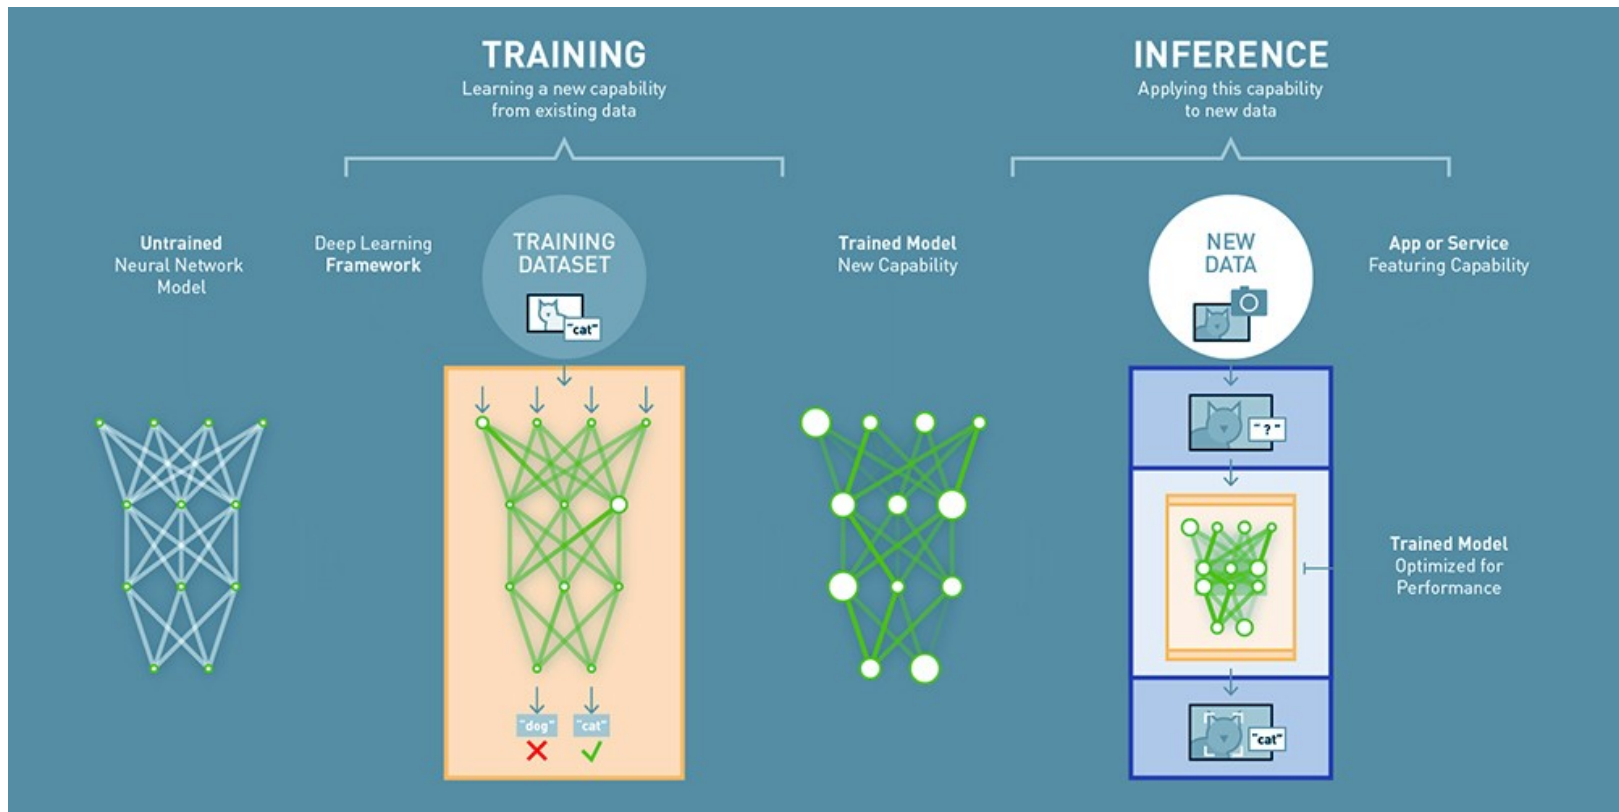 TRAINING
Learning a new capability
from existing data
INFERENCE
Applying this capability
to new data
Untrained
Neural Network
Model
Deep Learning
Framework
TRAINING
DATASET
"cat"
Trained Model
New Capability
NEW
DATA
App or Service
Featuring Capability
"?"
Trained Model
Optimized for
Performance
"dog"
"cat"
"cat"